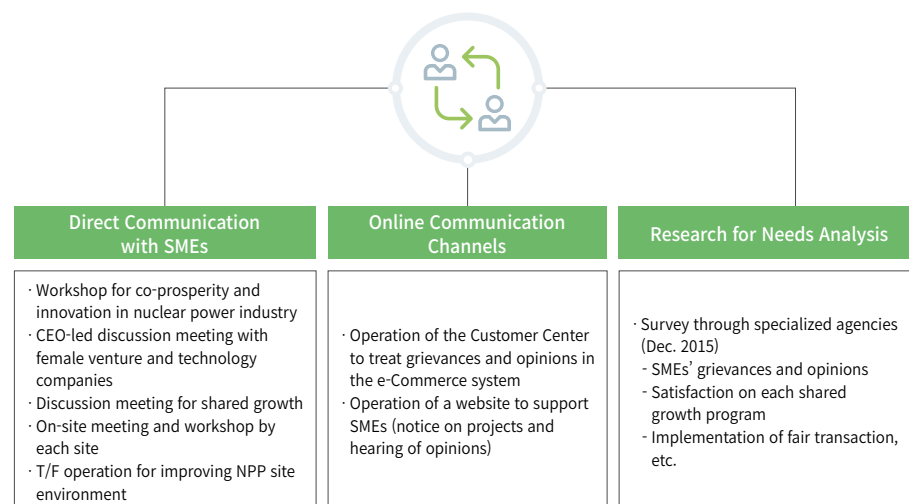 Direct Communication
with SMEs
· Workshop for co-prosperity and
innovation in nuclear power industry
· CEO-led discussion meeting with
female venture and technology
companies
· Discussion meeting for shared growth
· On-site meeting and workshop by
each site
· T/F operation for improving NPP site
environment
Online Communication
Channels
· Operation of the Customer Center
to treat grievances and opinions in
the e-Commerce system
· Operation of a website to support
SMEs (notice on projects and
hearing of opinions)
Research for Needs Analysis
· Survey through specialized agencies
(Dec. 2015)
- SMEs’ grievances and opinions
- Satisfaction on each shared
growth program
- Implementation of fair transaction,
etc.